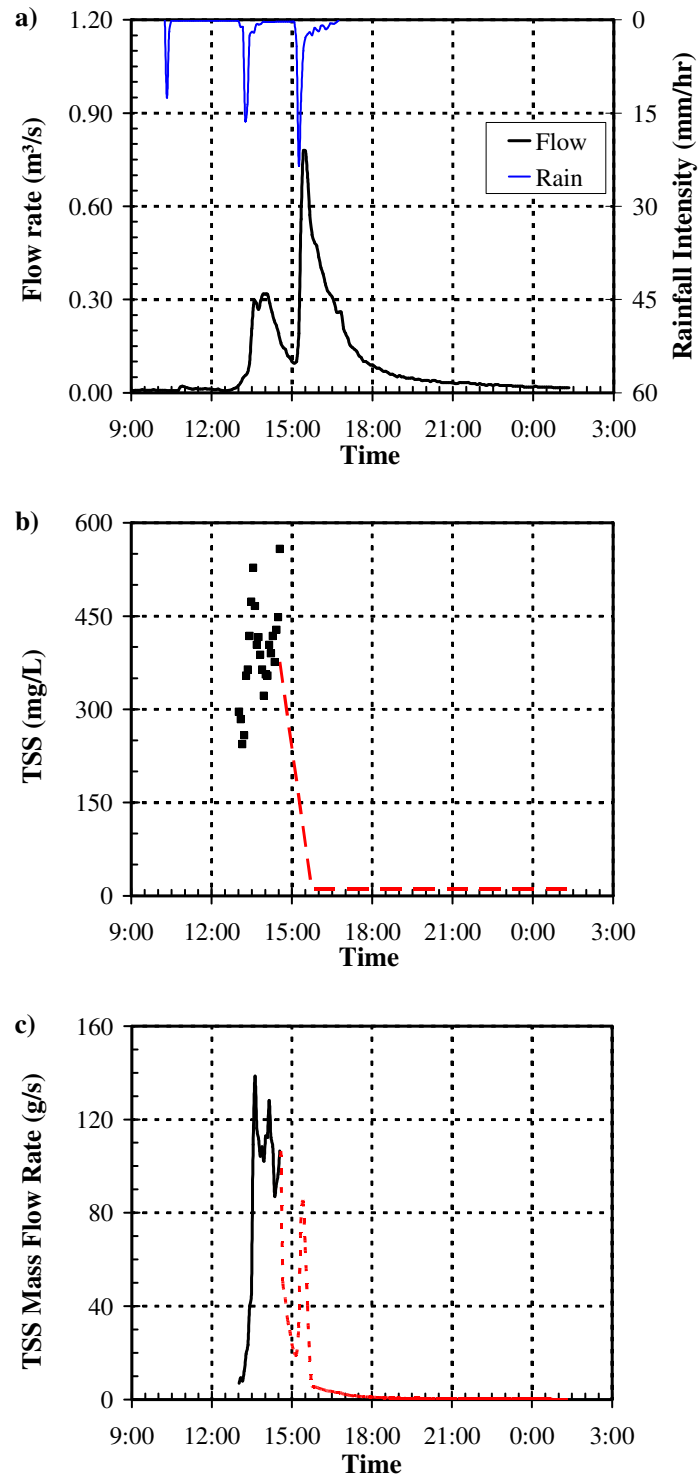 a)
1.20
0.90
0.60
0.30
0.00
Flow rate (m³/s)
0
15
30
45
60
Rainfall Intensity (mm/hr)
Flow
Rain
9:00 12:00 15:00 18:00 21:00 0:00 3:00
Time
b)
600
450
300
150
0
TSS (mg/L)
9:00 12:00 15:00 18:00 21:00 0:00 3:00
Time
c)
160
120
80
40
0
TSS Mass Flow Rate (g/s)
9:00 12:00 15:00 18:00 21:00 0:00 3:00
Time